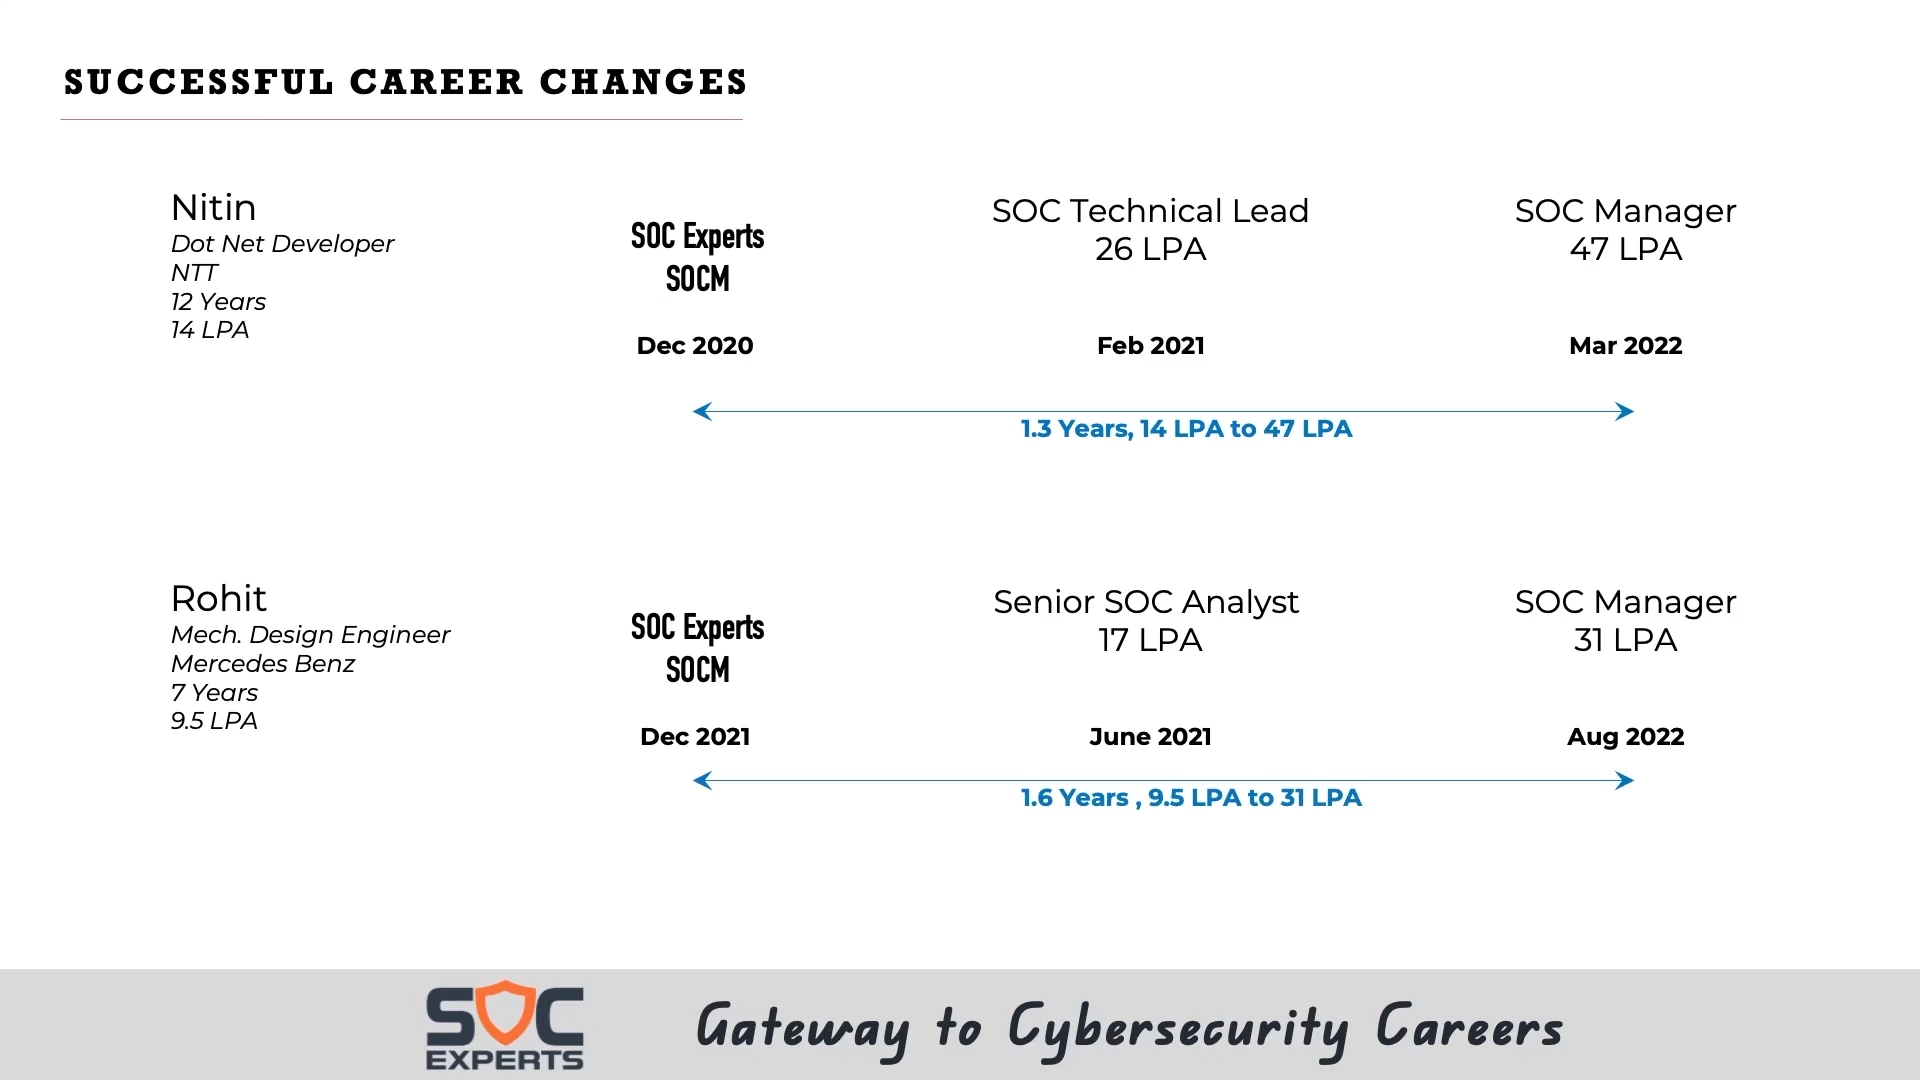 SUCCESSFUL CAREER CHANGES
Nitin
Dot Net Developer
NTT
12 Years
14 LPA
SOC Experts
SOCM
Dec 2020
SOC Technical Lead
26 LPA
Feb 2021
SOC Manager
47 LPA
Mar 2022
1.3 Years, 14 LPA to 47 LPA
Rohit
Mech. Design Engineer
Mercedes Benz
7 Years
9.5 LPA
SOC Experts
SOCM
Dec 2021
Senior SOC Analyst
17 LPA
June 2021
SOC Manager
31 LPA
Aug 2022
1.6 Years , 9.5 LPA to 31 LPA
SOC
EXPERTS
Gateway to Cybersecurity Careers